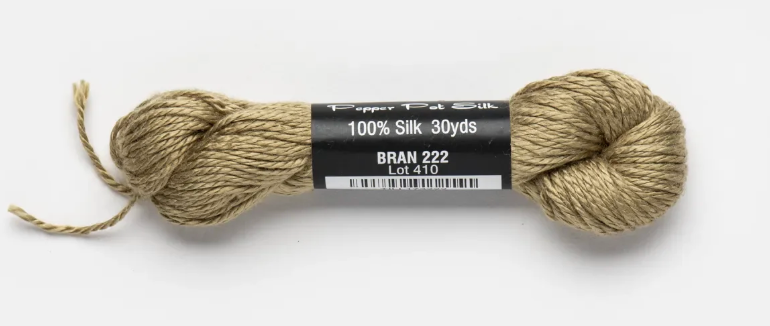 Pepper Pot Silk
100% Silk 30yds
BRAN 222
Lot 410